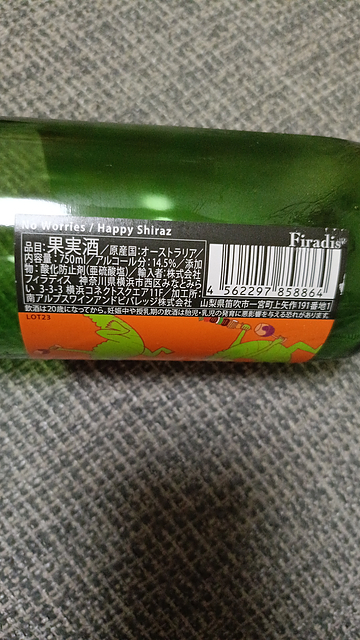 No Worries / Happy Shiraz
Firadis
品目:果実酒/原産国:オーストラリア/
内容量:750ml/アルコール分:14.5%/添加
物:酸化防止剤(亜硫酸塩)/輸入者:株式会社
フィラディス 神奈川県横浜市西区みなとみら
い 3-3-3 横浜コネクトスクエア11F/加工所:
南アルプスワインアンドビバレッジ株式会社 山梨県笛吹市一宮町上矢作191番地1
4 562297 858864
飲酒は20歳になってから。妊娠中や授乳期の飲酒は胎児・乳児の発育に悪影響を与える恐れがあります。
LOT23